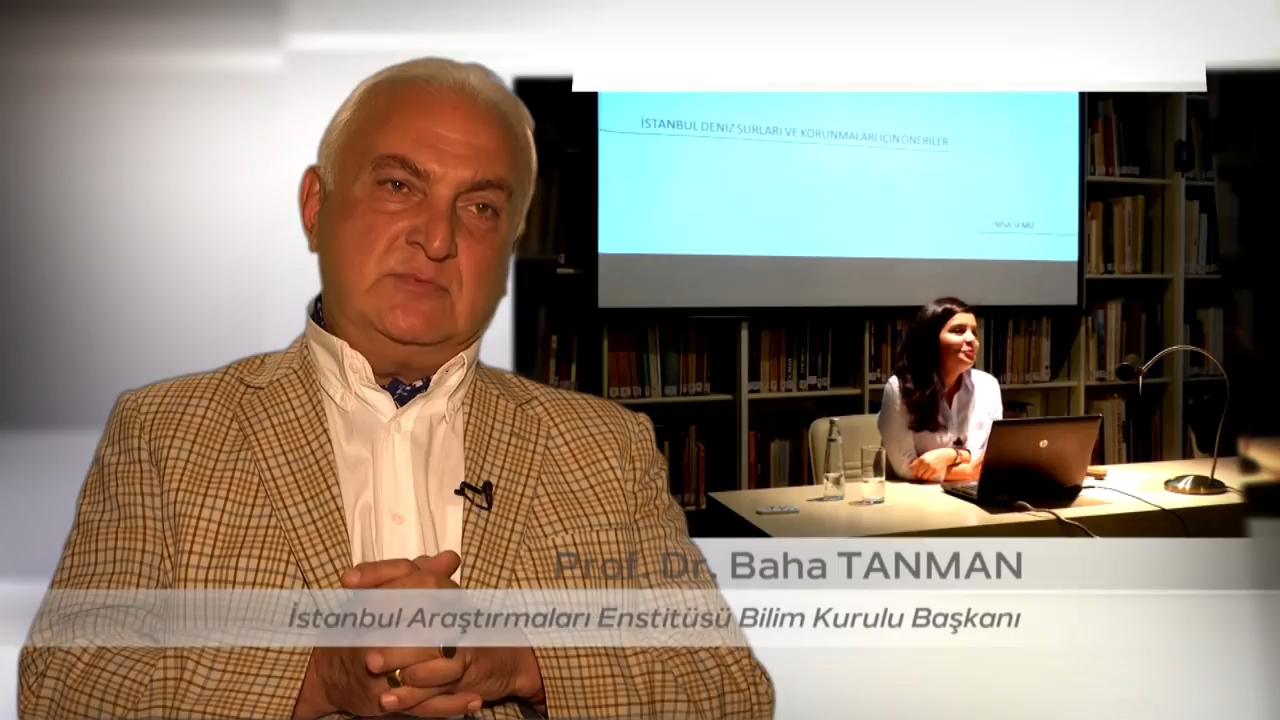 İSTANBUL DENİZ SURLARI VE KORUNMALARI İÇİN ÖNERİLER
Prof. Dr. Baha TANMAN
İstanbul Araştırmaları Enstitüsü Bilim Kurulu Başkanı